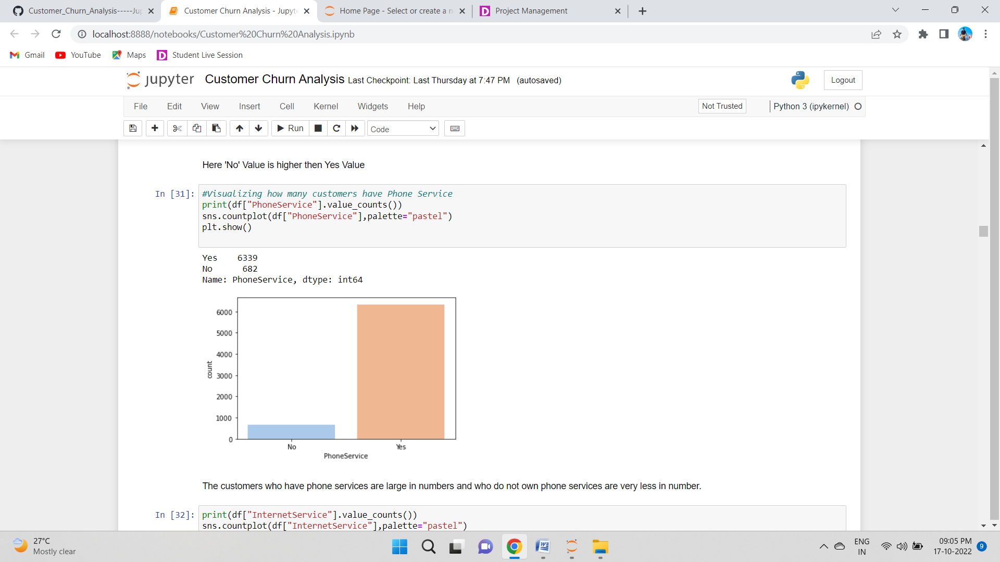 Customer_Churn_Analysis-----Jup
Customer Churn Analysis - Jupyte
Home Page - Select or create a n
Project Management
localhost:8888/notebooks/Customer%20Churn%20Analysis.ipynb
Gmail
YouTube
Maps
Student Live Session
jupyter
Customer Churn Analysis Last Checkpoint: Last Thursday at 7:47 PM (autosaved)
Logout
File Edit View Insert Cell Kernel Widgets Help
Not Trusted
Python 3 (ipykernel)
Run
Code
Here 'No' Value is higher then Yes Value
In [31]:
#Visualizing how many customers have Phone Service
print(df["PhoneService"].value_counts())
sns.countplot(df["PhoneService"],palette="pastel")
plt.show()
Yes 6339
No 682
Name: PhoneService, dtype: int64
6000
5000
4000
3000
2000
1000
0
count
No
Yes
PhoneService
The customers who have phone services are large in numbers and who do not own phone services are very less in number.
In [32]:
print(df["InternetService"].value_counts())
sns.countplot(df["InternetService"],palette="pastel")
27°C
Mostly clear
ENG
IN
09:05 PM
17-10-2022
9